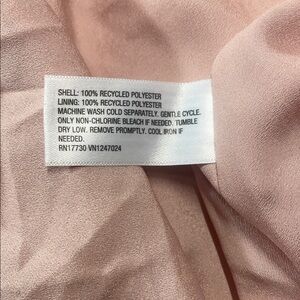 SHELL: 100% RECYCLED POLYESTER
LINING: 100% RECYCLED POLYESTER
MACHINE WASH COLD SEPARATELY. GENTLE CYCLE.
ONLY NON-CHLORINE BLEACH IF NEEDED. TUMBLE
DRY LOW. REMOVE PROMPTLY. COOL IRON IF
NEEDED.
RN17730 VN1247024